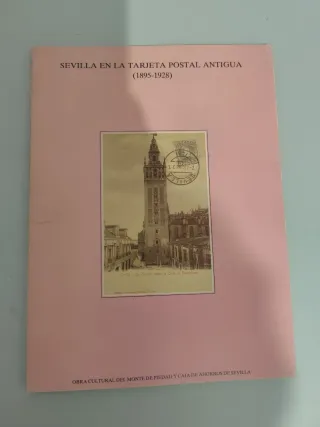 SEVILLA EN LA TARJETA POSTAL ANTIGUA
(1895-1928)
OBRA CULTURAL DEL MONTE DE PIEDAD Y CAJA DE AHORROS DE SEVILLA